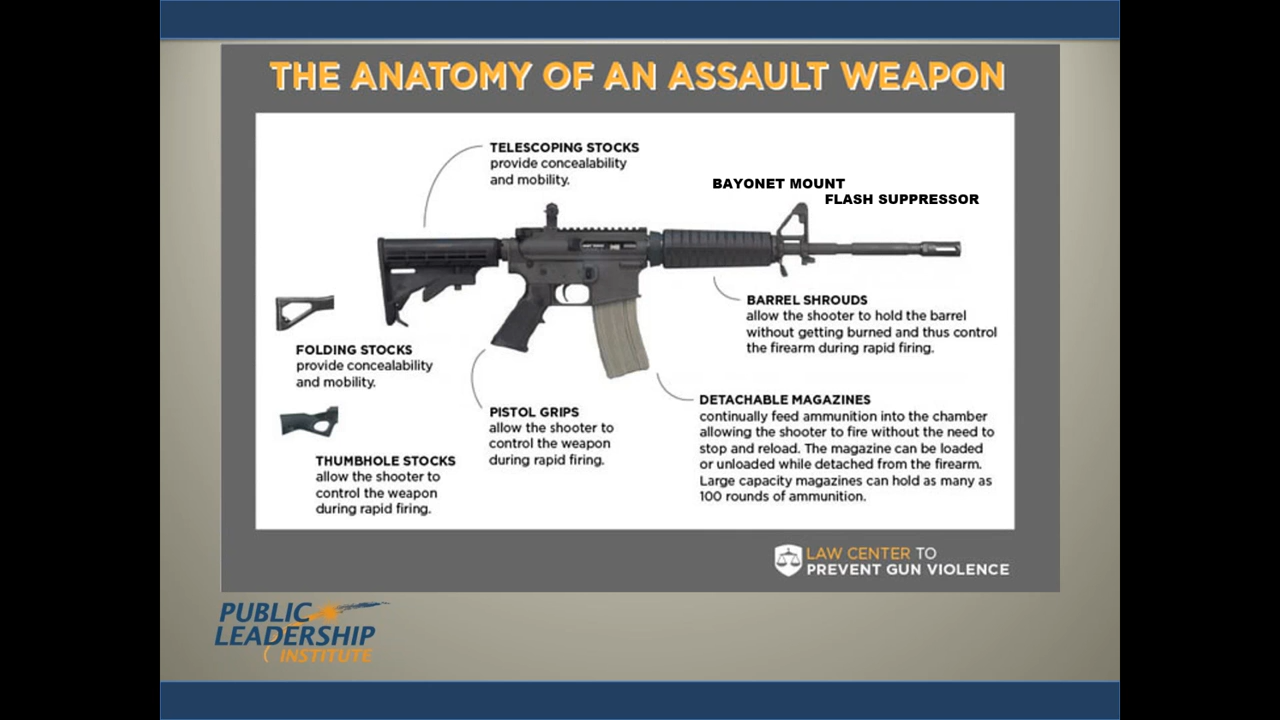 THE ANATOMY OF AN ASSAULT WEAPON
TELESCOPING STOCKS
provide concealability
and mobility.
BAYONET MOUNT
FLASH SUPPRESSOR
BARREL SHROUDS
allow the shooter to hold the barrel
without getting burned and thus control
the firearm during rapid firing.
FOLDING STOCKS
provide concealability
and mobility.
PISTOL GRIPS
allow the shooter to
control the weapon
during rapid firing.
DETACHABLE MAGAZINES
continually feed ammunition into the chamber
allowing the shooter to fire without the need to
stop and reload. The magazine can be loaded
or unloaded while detached from the firearm.
Large capacity magazines can hold as many as
100 rounds of ammunition.
THUMBHOLE STOCKS
allow the shooter to
control the weapon
during rapid firing.
LAW CENTER TO
PREVENT GUN VIOLENCE
PUBLIC
LEADERSHIP
INSTITUTE